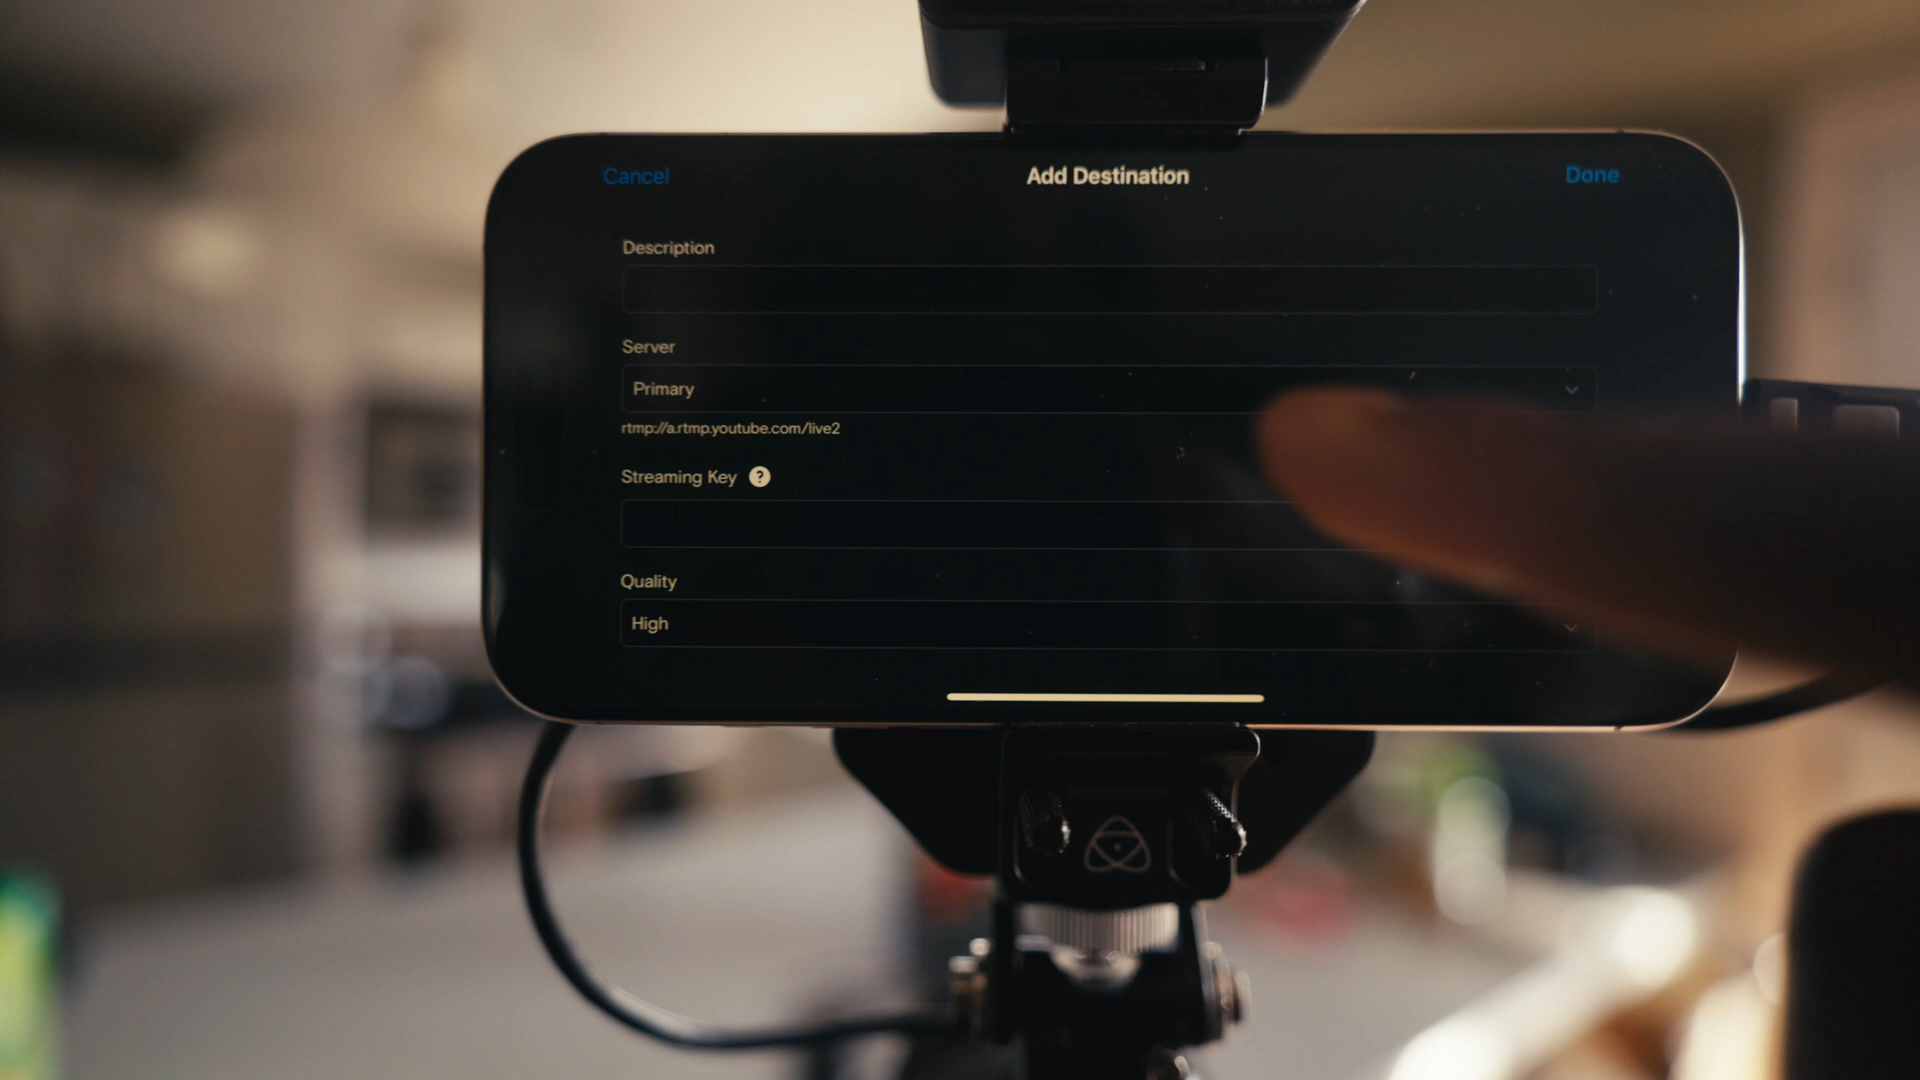 Cancel
Add Destination
Done
Description
Server
Primary
rtmp://a.rtmp.youtube.com/live2
Streaming Key ?
Quality
High